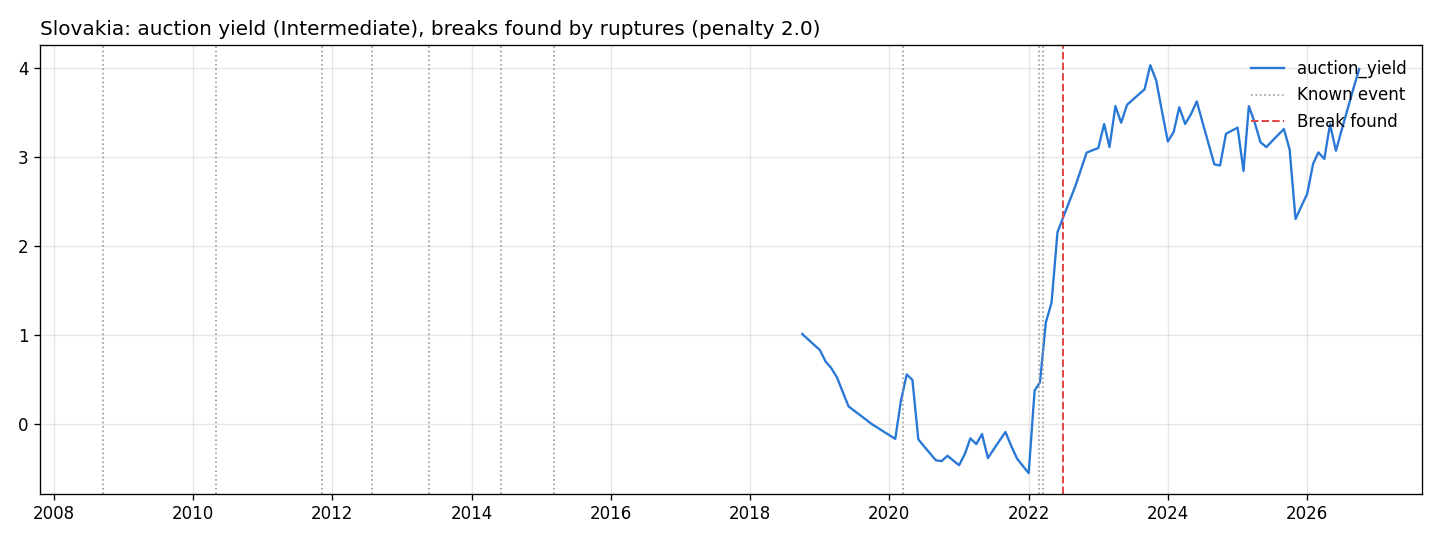 Slovakia: auction yield (Intermediate), breaks found by ruptures (penalty 2.0)
4
3
2
1
0
auction_yield
Known event
Break found
2008 2010 2012 2014 2016 2018 2020 2022 2024 2026